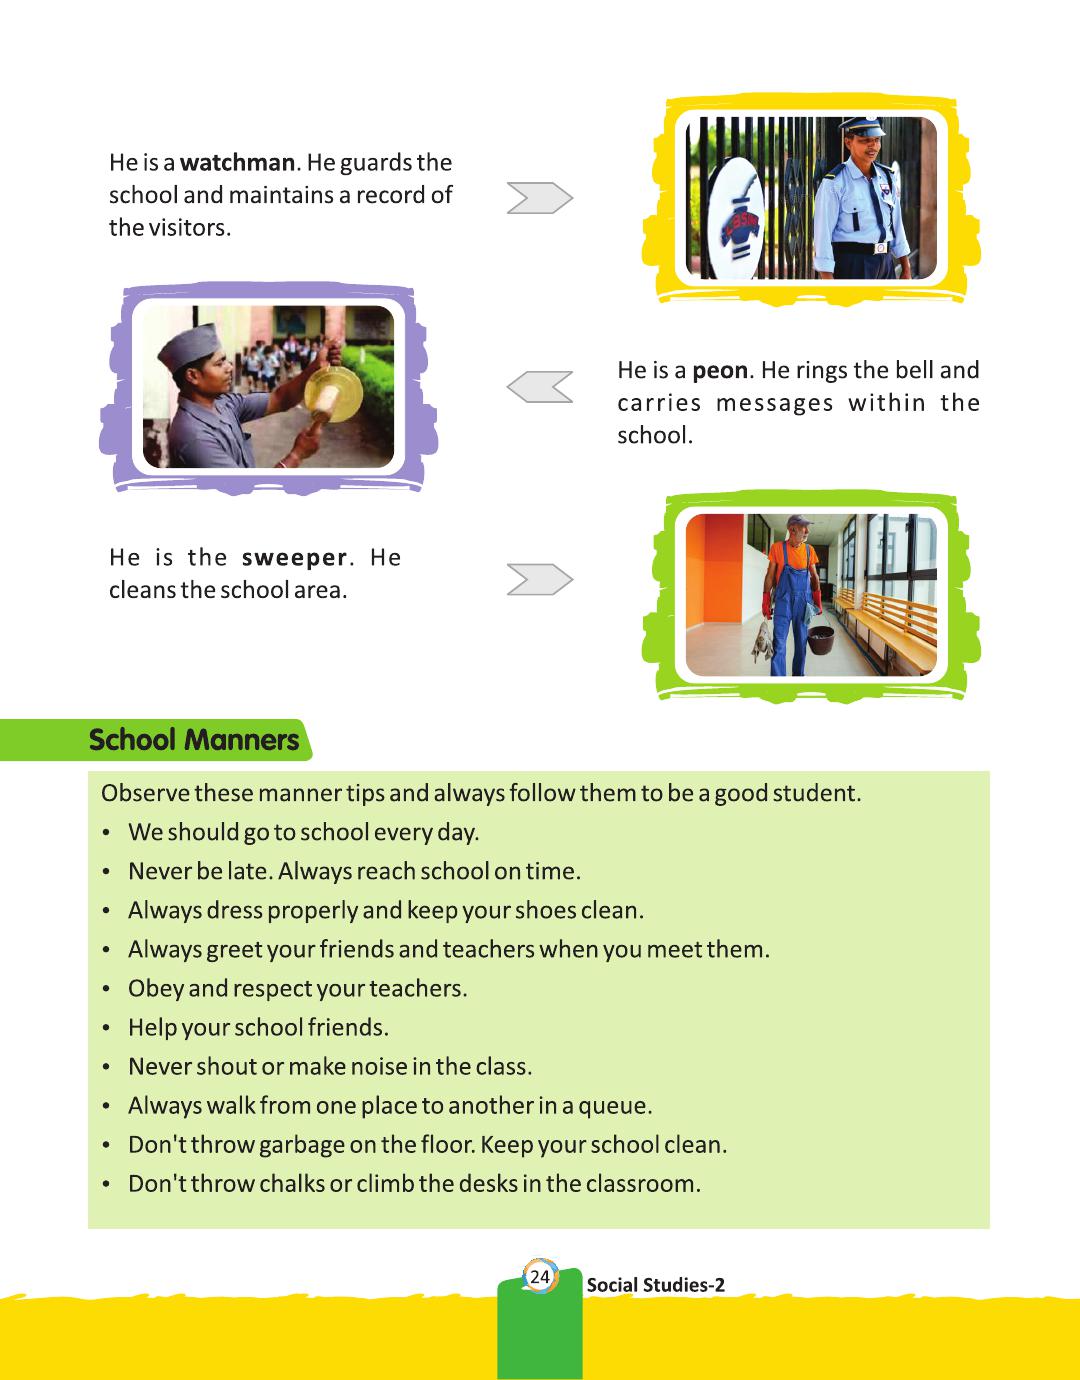 He is a watchman. He guards the
school and maintains a record of
the visitors.
He is a peon. He rings the bell and
carries messages within the
school.
He is the sweeper. He
cleans the school area.
School Manners
Observe these manner tips and always follow them to be a good student.
• We should go to school every day.
• Never be late. Always reach school on time.
• Always dress properly and keep your shoes clean.
• Always greet your friends and teachers when you meet them.
• Obey and respect your teachers.
• Help your school friends.
• Never shout or make noise in the class.
• Always walk from one place to another in a queue.
• Don't throw garbage on the floor. Keep your school clean.
• Don't throw chalks or climb the desks in the classroom.
24
Social Studies-2